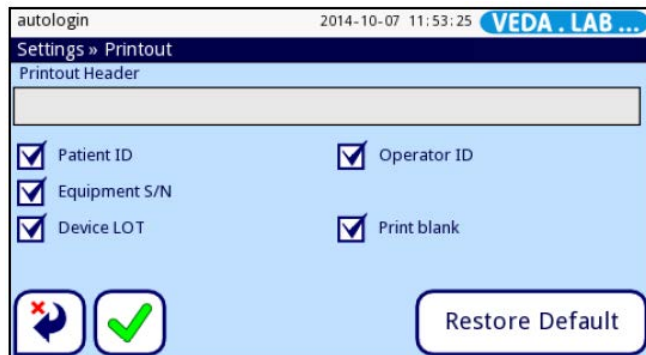 autologin 2014-10-07 11:53:25 VEDA.LAB...
Settings » Printout
Printout Header
Patient ID Operator ID
Equipment S/N
Device LOT Print blank
Restore Default